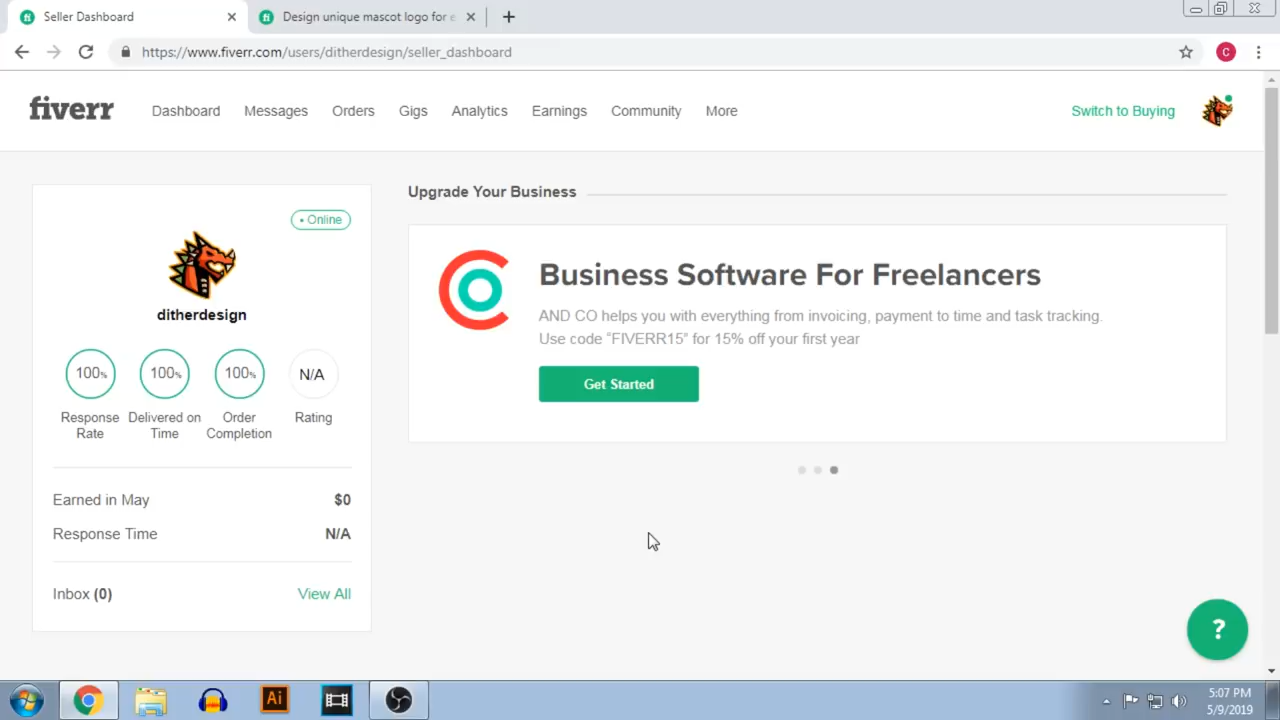 Seller Dashboard
Design unique mascot logo for e
https://www.fiverr.com/users/ditherdesign/seller_dashboard
C
fiverr
Dashboard
Messages
Orders
Gigs
Analytics
Earnings
Community
More
Switch to Buying
• Online
ditherdesign
100%
100%
100%
N/A
Response Rate
Delivered on Time
Order Completion
Rating
Earned in May $0
Response Time N/A
Inbox (0) View All
Upgrade Your Business
Business Software For Freelancers
AND CO helps you with everything from invoicing, payment to time and task tracking.
Use code “FIVERR15” for 15% off your first year
Get Started
?
Ai
5:07 PM
5/9/2019